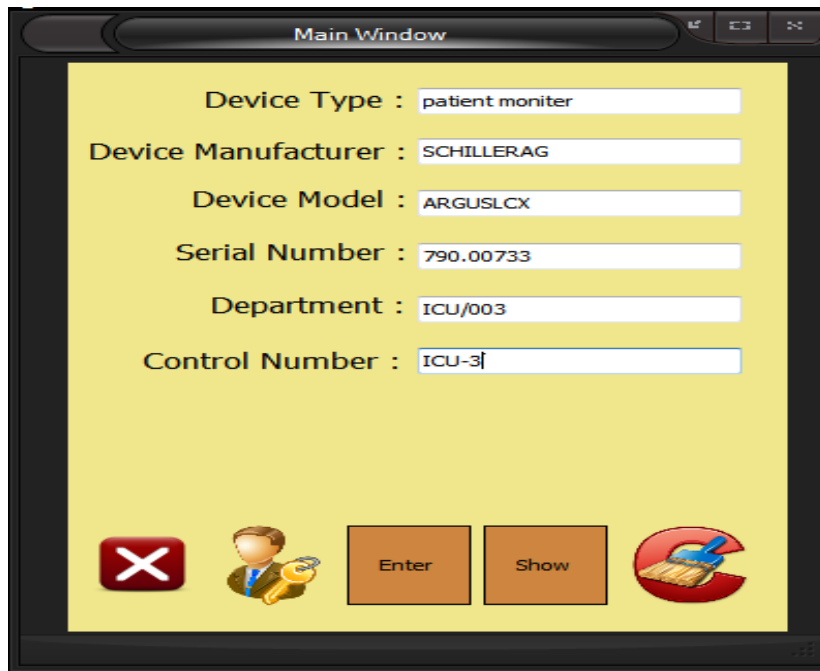 Main Window
Device Type : patient moniter
Device Manufacturer : SCHILLERAG
Device Model : ARGUSLCX
Serial Number : 790.00733
Department : ICU/003
Control Number : ICU-3
Enter Show